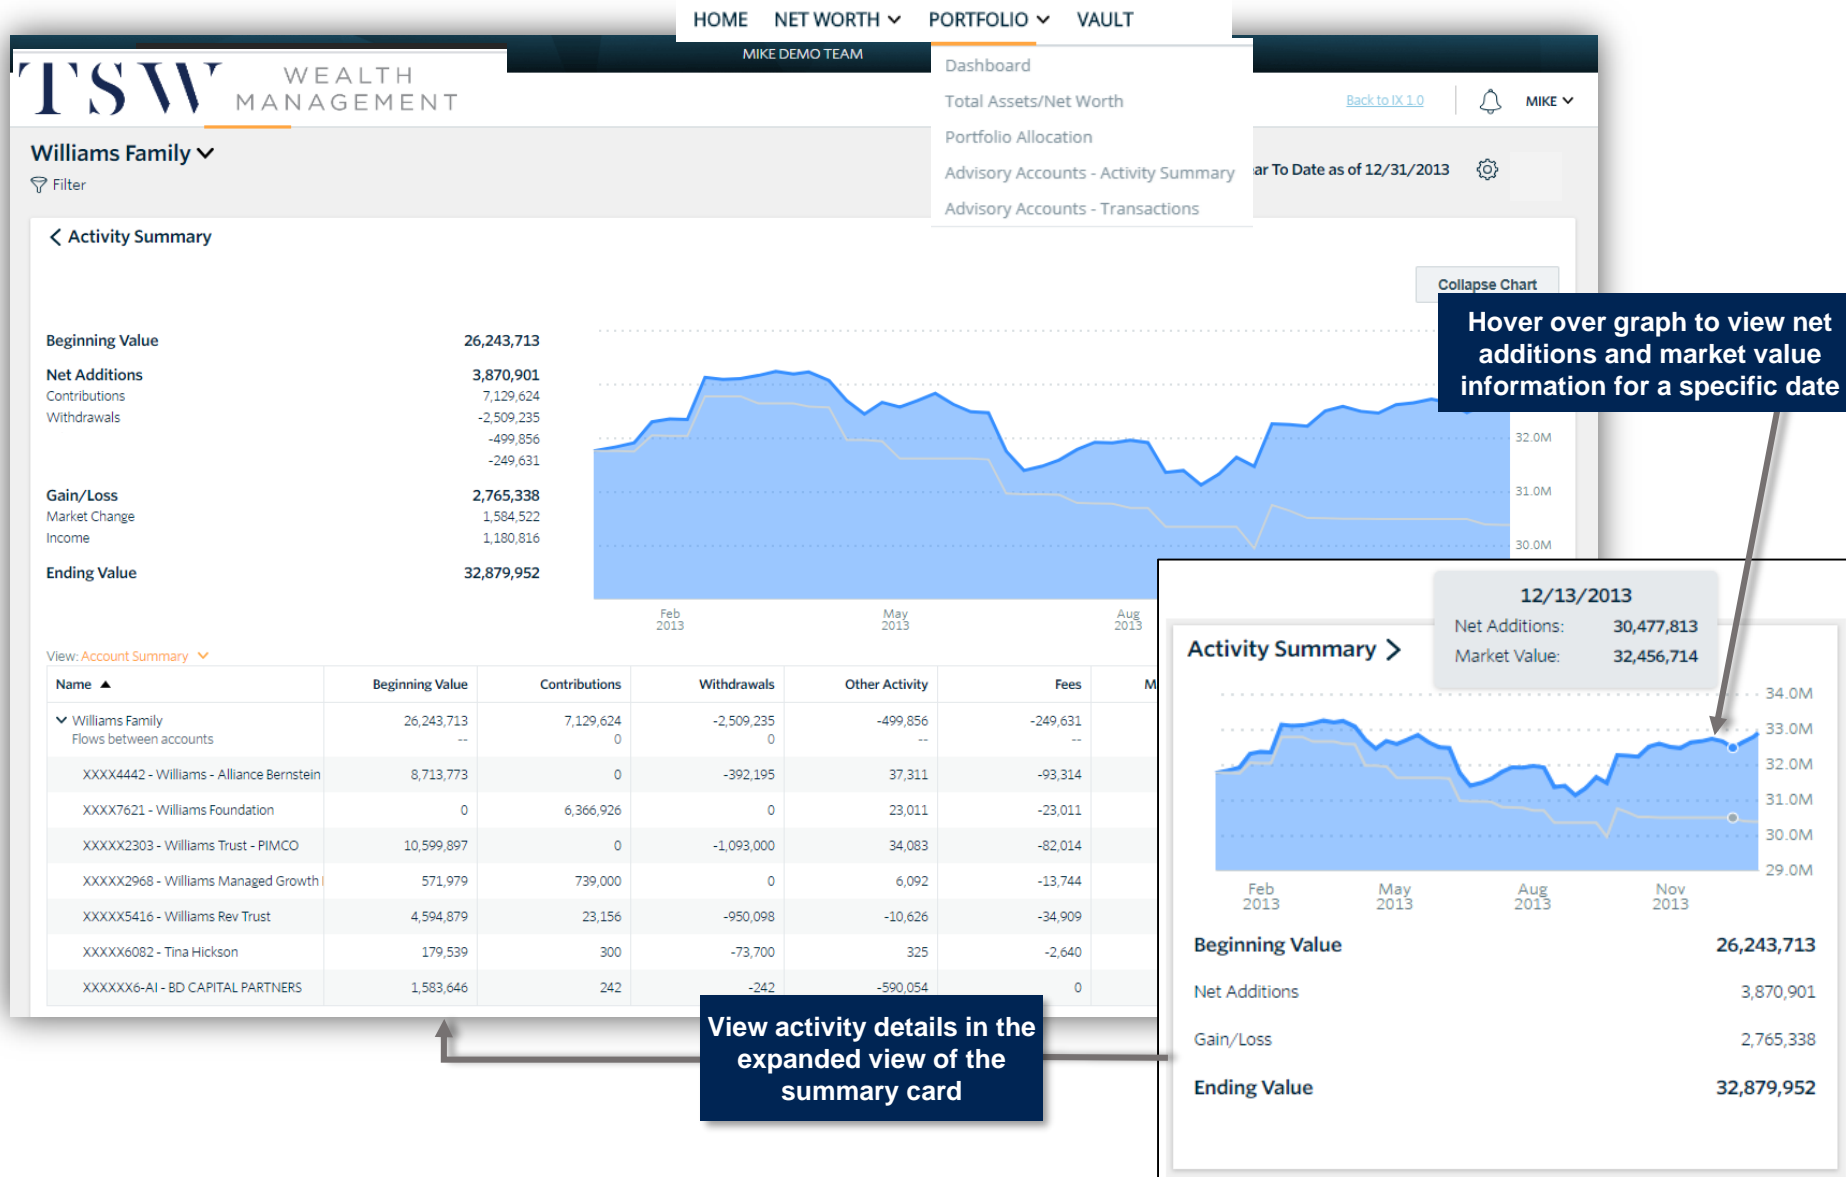 HOME NET WORTH PORTFOLIO VAULT
MIKE DEMO TEAM
TSW WEALTH
MANAGEMENT
Dashboard
Total Assets/Net Worth
Portfolio Allocation
Advisory Accounts - Activity Summary
Advisory Accounts - Transactions
Back to IX 1.0 MIKE
Williams Family
Filter
ar To Date as of 12/31/2013
Activity Summary
Collapse Chart
Hover over graph to view net
additions and market value
information for a specific date
Beginning Value 26,243,713
Net Additions 3,870,901
Contributions 7,129,624
Withdrawals -2,509,235
-499,856
-249,631
Gain/Loss 2,765,338
Market Change 1,584,522
Income 1,180,816
Ending Value 32,879,952
32.0M
31.0M
30.0M
Feb May Aug
2013 2013 2013
View: Account Summary
Name Beginning Value Contributions Withdrawals Other Activity Fees M
Williams Family 26,243,713 7,129,624 -2,509,235 -499,856 -249,631
Flows between accounts -- 0 0 -- --
XXXX4442 - Williams - Alliance Bernstein 8,713,773 0 -392,195 37,311 -93,314
XXXX7621 - Williams Foundation 0 6,366,926 0 23,011 -23,011
XXXXX2303 - Williams Trust - PIMCO 10,599,897 0 -1,093,000 34,083 -82,014
XXXXX2968 - Williams Managed Growth 571,979 739,000 0 6,092 -13,744
XXXXX5416 - Williams Rev Trust 4,594,879 23,156 -950,098 -10,626 -34,909
XXXXX6082 - Tina Hickson 179,539 300 -73,700 325 -2,640
XXXXXX6-AI - BD CAPITAL PARTNERS 1,583,646 242 -242 -590,054 0
View activity details in the
expanded view of the
summary card
12/13/2013
Net Additions: 30,477,813
Market Value: 32,456,714
Activity Summary
34.0M
33.0M
32.0M
31.0M
30.0M
29.0M
Feb May Aug Nov
2013 2013 2013 2013
Beginning Value 26,243,713
Net Additions 3,870,901
Gain/Loss 2,765,338
Ending Value 32,879,952